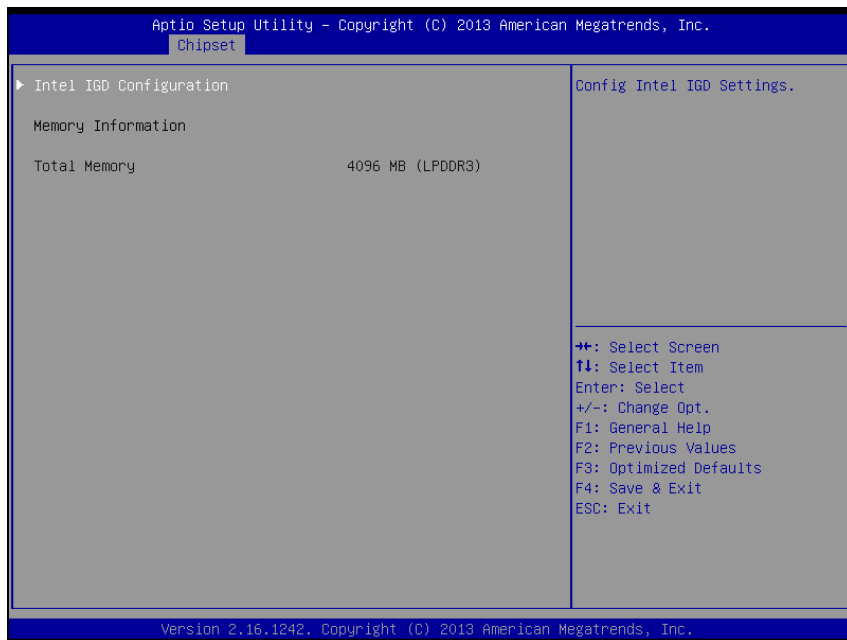 Aptio Setup Utility – Copyright (C) 2013 American Megatrends, Inc.
Chipset
▶ Intel IGD Configuration
Memory Information
Total Memory 4096 MB (LPDDR3)
Config Intel IGD Settings.
→←: Select Screen
↑↓: Select Item
Enter: Select
+/-: Change Opt.
F1: General Help
F2: Previous Values
F3: Optimized Defaults
F4: Save & Exit
ESC: Exit
Version 2.16.1242. Copyright (C) 2013 American Megatrends, Inc.